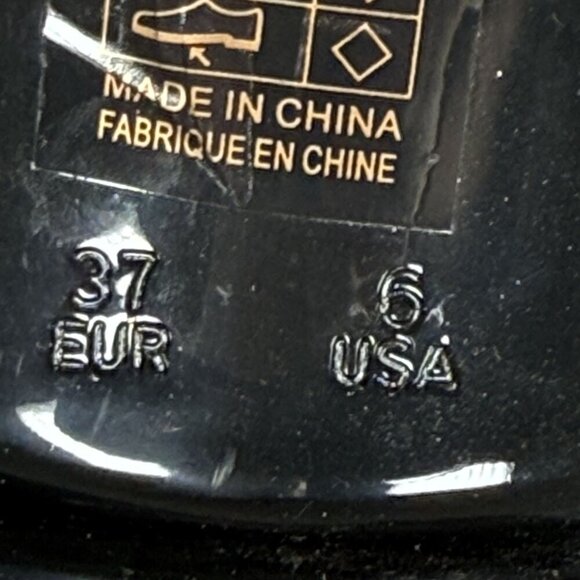 MADE IN CHINA
FABRIQUE EN CHINE
37 6
EUR USA